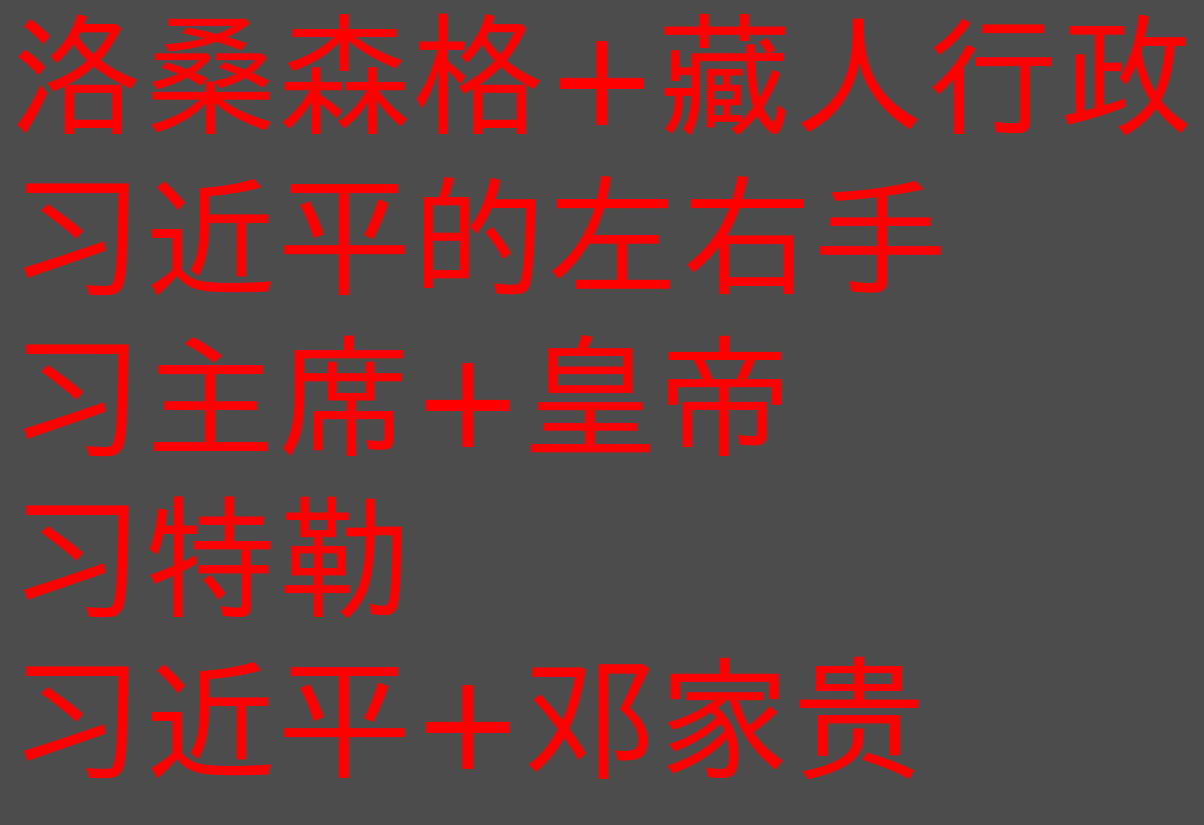 洛桑森格+藏人行政
习近平的左右手
习主席+皇帝
习特勒
习近平+邓家贵